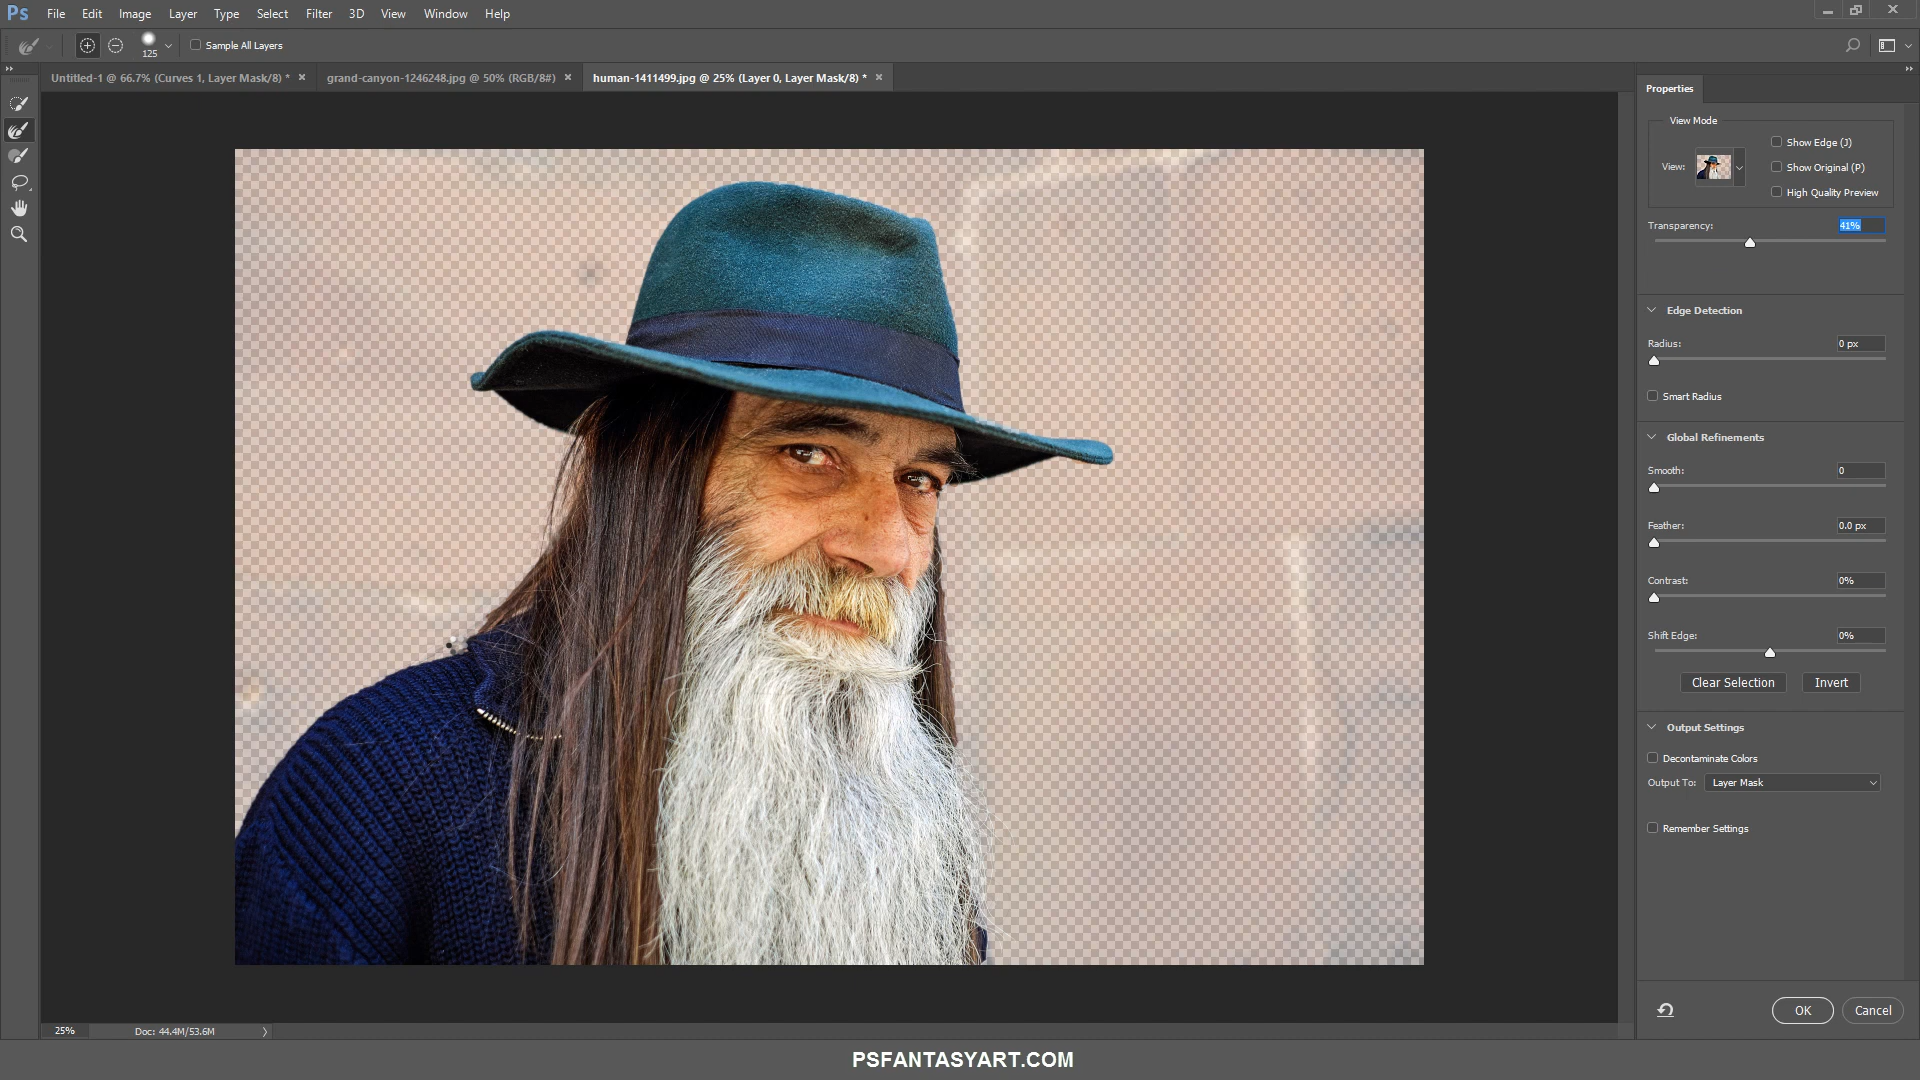 Ps File Edit Image Layer Type Select Filter 3D View Window Help
125 Sample All Layers
Untitled-1 @ 66.7% (Curves 1, Layer Mask/8) * × grand-canyon-1246248.jpg @ 50% (RGB/8#) × human-1411499.jpg @ 25% (Layer 0, Layer Mask/8) * ×
Properties
View Mode
Show Edge (J)
View:
Show Original (P)
High Quality Preview
Transparency: 41%
Edge Detection
Radius: 0 px
Smart Radius
Global Refinements
Smooth: 0
Feather: 0.0 px
Contrast: 0%
Shift Edge: 0%
Clear Selection Invert
Output Settings
Decontaminate Colors
Output To: Layer Mask
Remember Settings
OK Cancel
25% Doc: 44.4M/53.6M
PSFANTASYART.COM